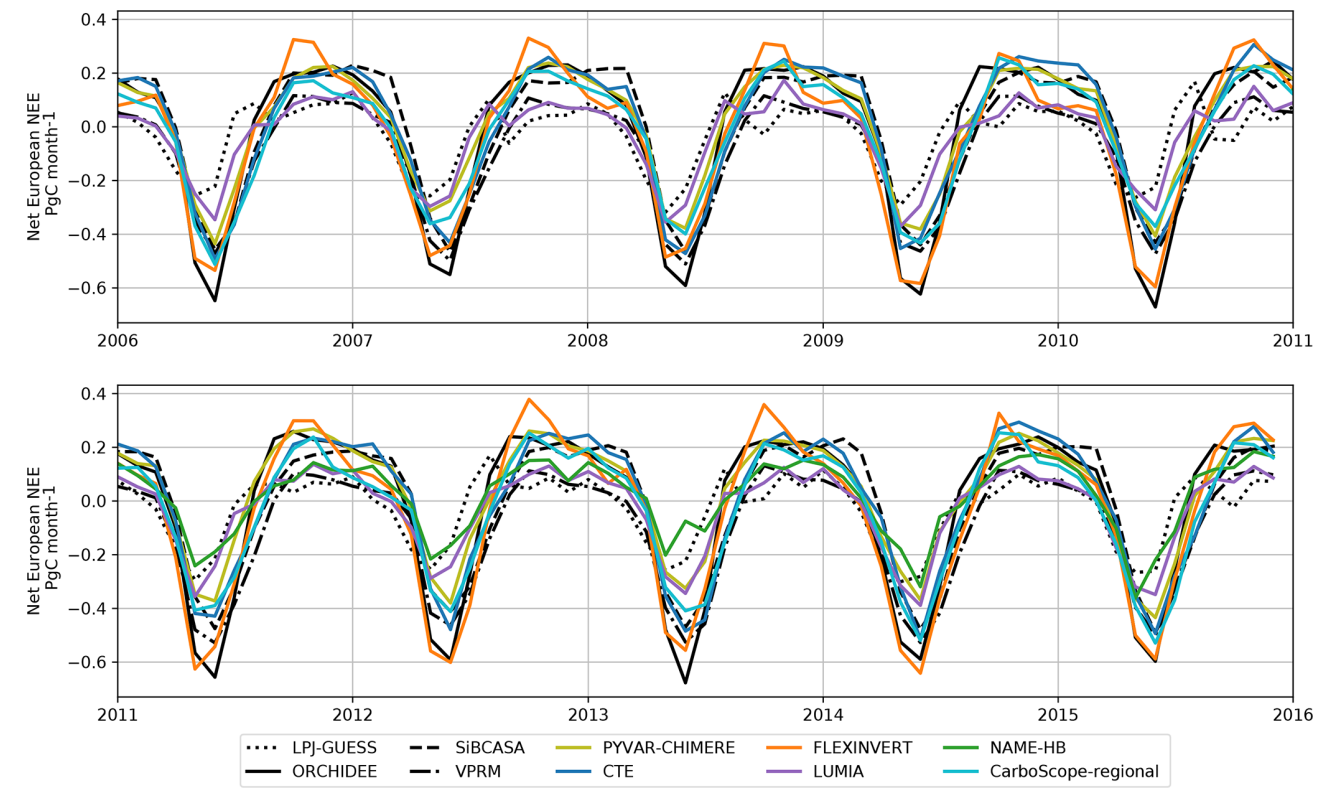 0.4
0.2
0.0
−0.2
−0.4
−0.6
Net European NEE
PgC month-1
2006
2007
2008
2009
2010
2011
0.4
0.2
0.0
−0.2
−0.4
−0.6
Net European NEE
PgC month-1
2011
2012
2013
2014
2015
2016
LPJ-GUESS
SiBCASA
PYVAR-CHIMERE
FLEXINVERT
NAME-HB
ORCHIDEE
VPRM
CTE
LUMIA
CarboScope-regional